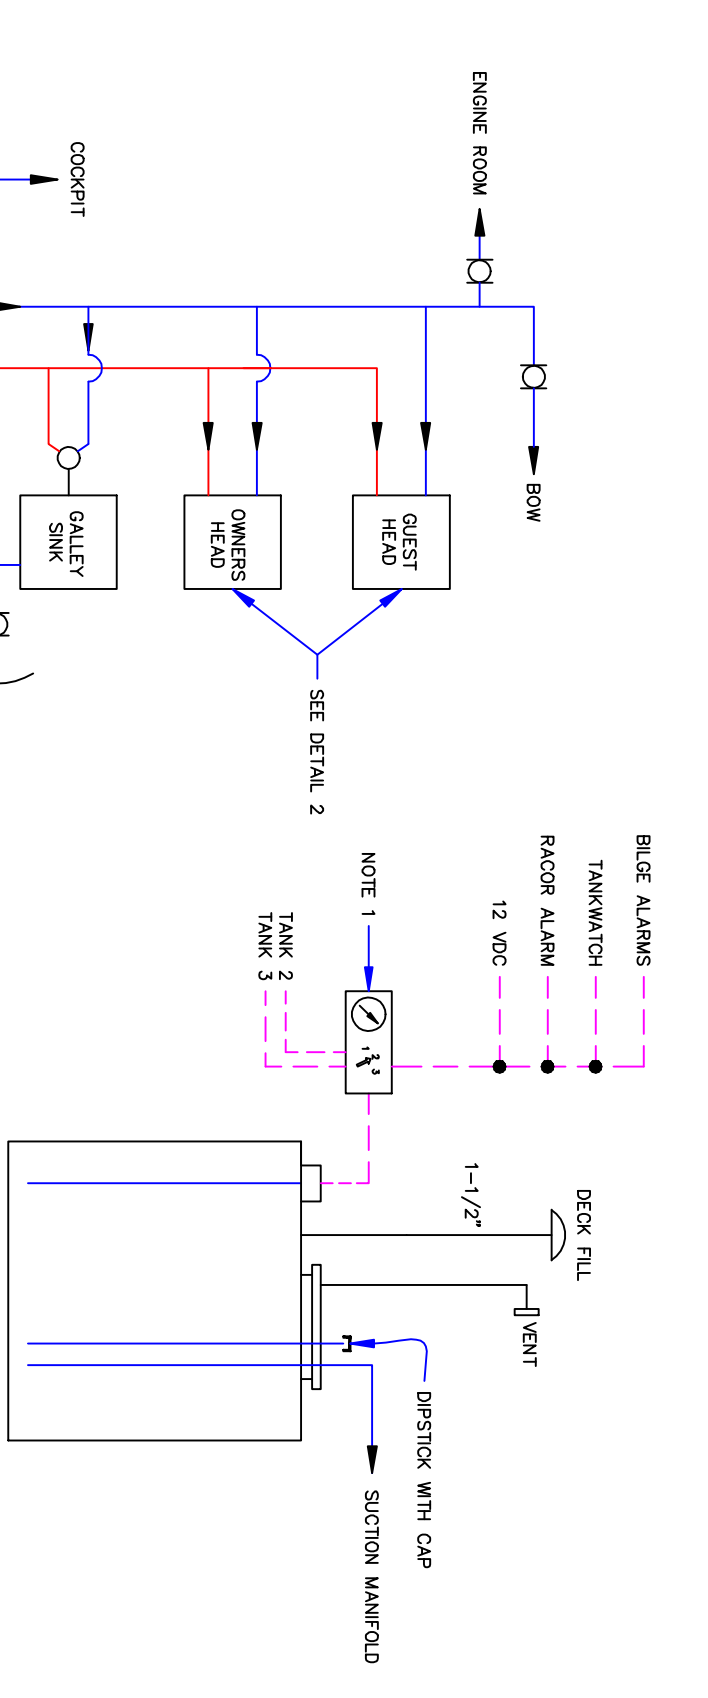 ENGINE ROOM
COCKPIT
BOW
GUEST
HEAD
OWNERS
HEAD
GALLEY
SINK
SEE DETAIL 2
BILGE ALARMS
TANKWATCH
RACOR ALARM
12 VDC
NOTE 1
TANK 2
TANK 3
1
2
3
DECK FILL
1-1/2"
VENT
DIPSTICK WITH CAP
SUCTION MANIFOLD